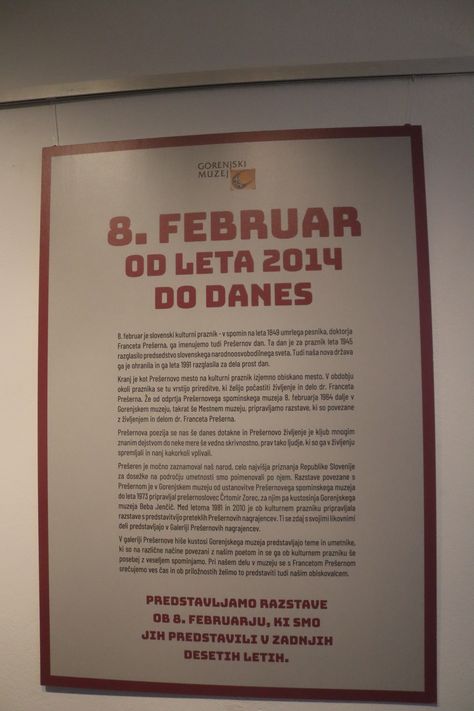 GORENJSKI
MUZEJ
8. FEBRUAR
OD LETA 2014
DO DANES
8. februar je slovenski kulturni praznik - v spomin na leta 1849 umrlega pesnika, doktorja
Franceta Prešerna, ga imenujemo tudi Prešernov dan. Ta dan je za praznik leta 1945
razglasilo predsedstvo slovenskega narodnoosvobodilnega sveta. Tudi naša nova država
ga je ohranila in ga leta 1991 razglasila za dela prost dan.
Kranj je kot Prešernovo mesto na kulturni praznik izjemno obiskano mesto. V obdobju
okoli praznika se tu vrstijo prireditve, ki želijo počastiti življenje in delo dr. Franceta
Prešerna. Že od odprtja Prešernovega spominskega muzeja 8. februarja 1964 dalje v
Gorenjskem muzeju, takrat še Mestnem muzeju, pripravljamo razstave, ki so povezane
z življenjem in delom dr. Franceta Prešerna.
Prešernova poezija se nas še danes dotakne in Prešernovo življenje je kljub mnogim
znanim dejstvom do neke mere še vedno skrivnostno, prav tako ljudje, ki so ga v življenju
spremljali in nanj kakorkoli vplivali.
Prešeren je močno zaznamoval naš narod, celo najvišja priznanja Republike Slovenije
za dosežke na področju umetnosti smo poimenovali po njem. Razstave povezane s
Prešernom je v Gorenjskem muzeju od ustanovitve Prešernovega spominskega muzeja
do leta 1973 pripravljal prešernoslovec Črtomir Zorec, za njim pa kustosinja Gorenjskega
muzeja Beba Jenčič. Med letoma 1981 in 2010 je ob kulturnem prazniku pripravljala
razstave s predstavitvijo preteklih Prešernovih nagrajencev. Ti se zdaj s svojimi likovnimi
deli predstavljajo v Galeriji Prešernovih nagrajencev.
V galeriji Prešernove hiše kustosi Gorenjskega muzeja predstavljajo teme in umetnike,
ki so na različne načine povezani z našim poetom in se ga ob kulturnem prazniku še
posebej z veseljem spominjamo. Pri našem delu v muzeju se s Francetom Prešernom
srečujemo ves čas in ob priložnostih želimo to predstaviti tudi našim obiskovalcem.
PREDSTAVLJAMO RAZSTAVE
OB 8. FEBRUARJU, KI SMO
JIH PREDSTAVILI V ZADNJIH
DESETIH LETIH.